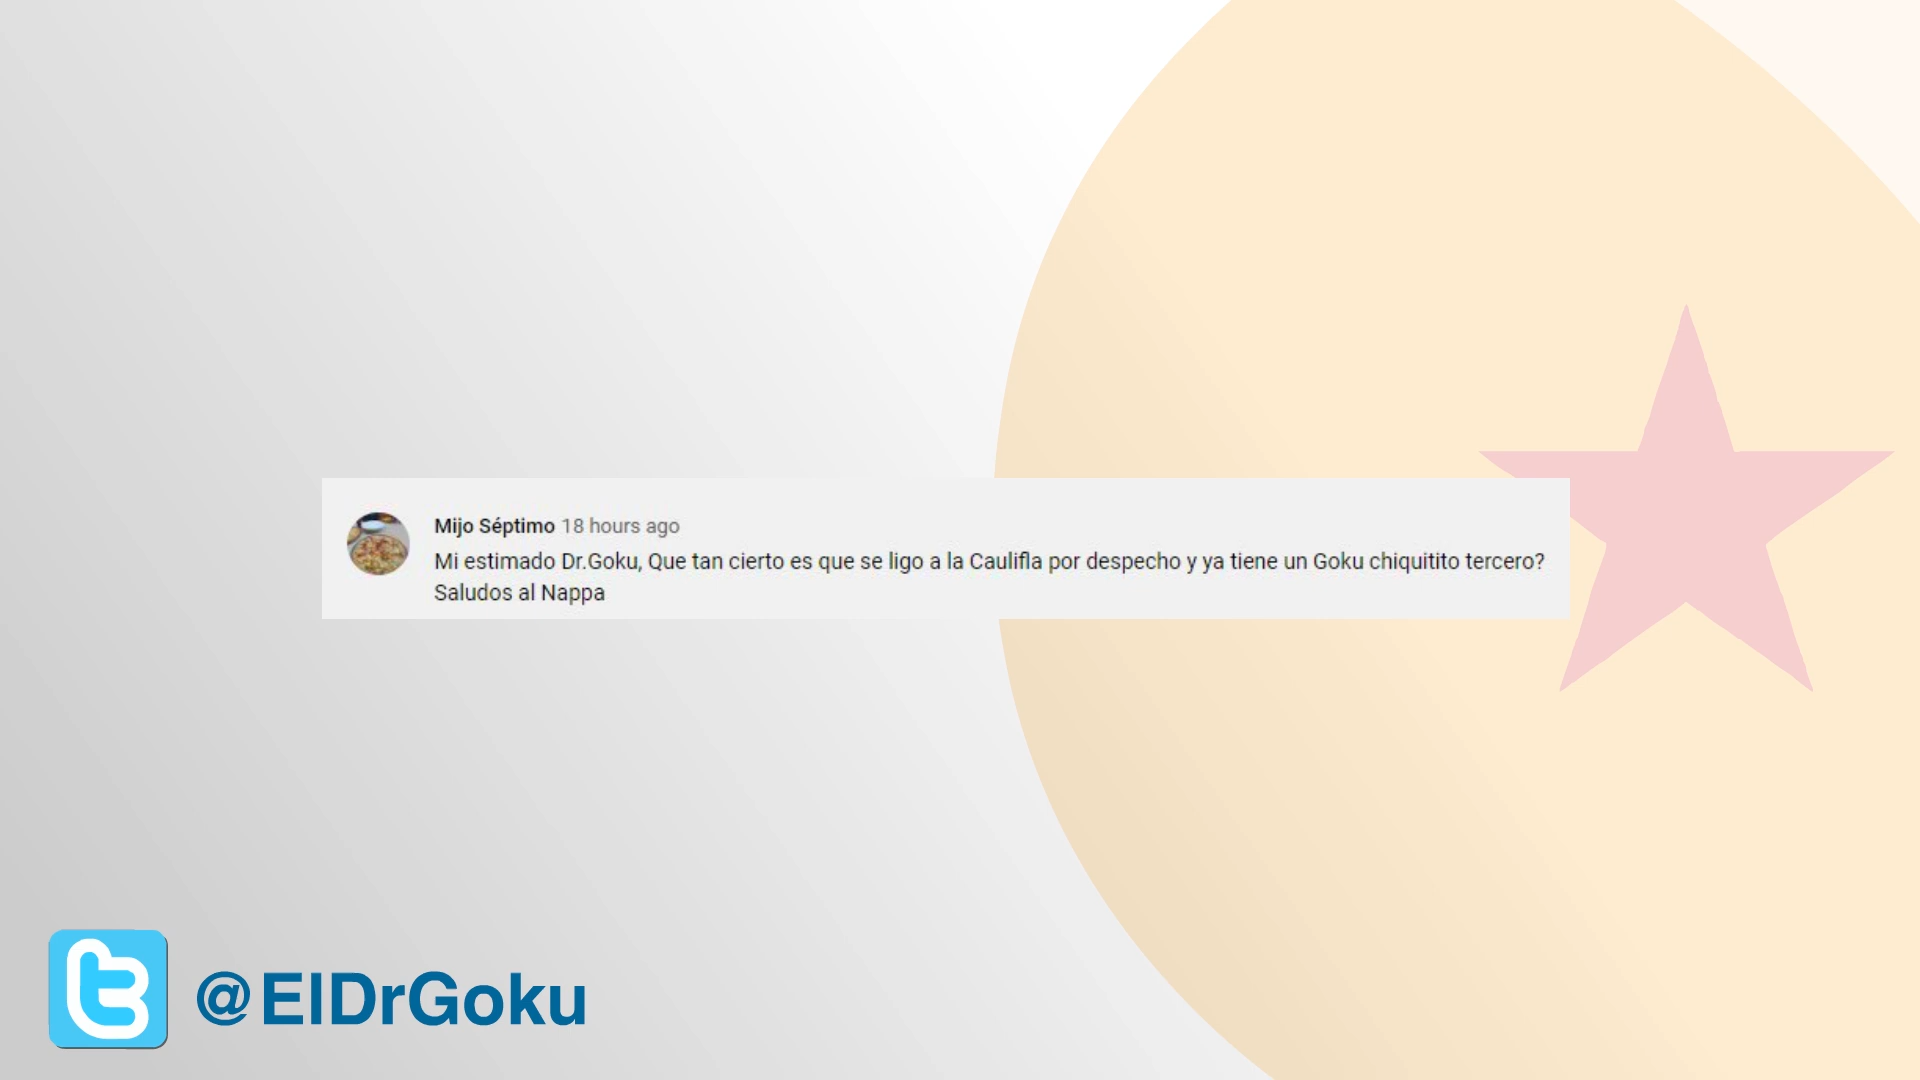 Mijo Séptimo 18 hours ago
Mi estimado Dr.Goku, Que tan cierto es que se ligo a la Caulifla por despecho y ya tiene un Goku chiquitito tercero?
Saludos al Nappa
@ElDrGoku